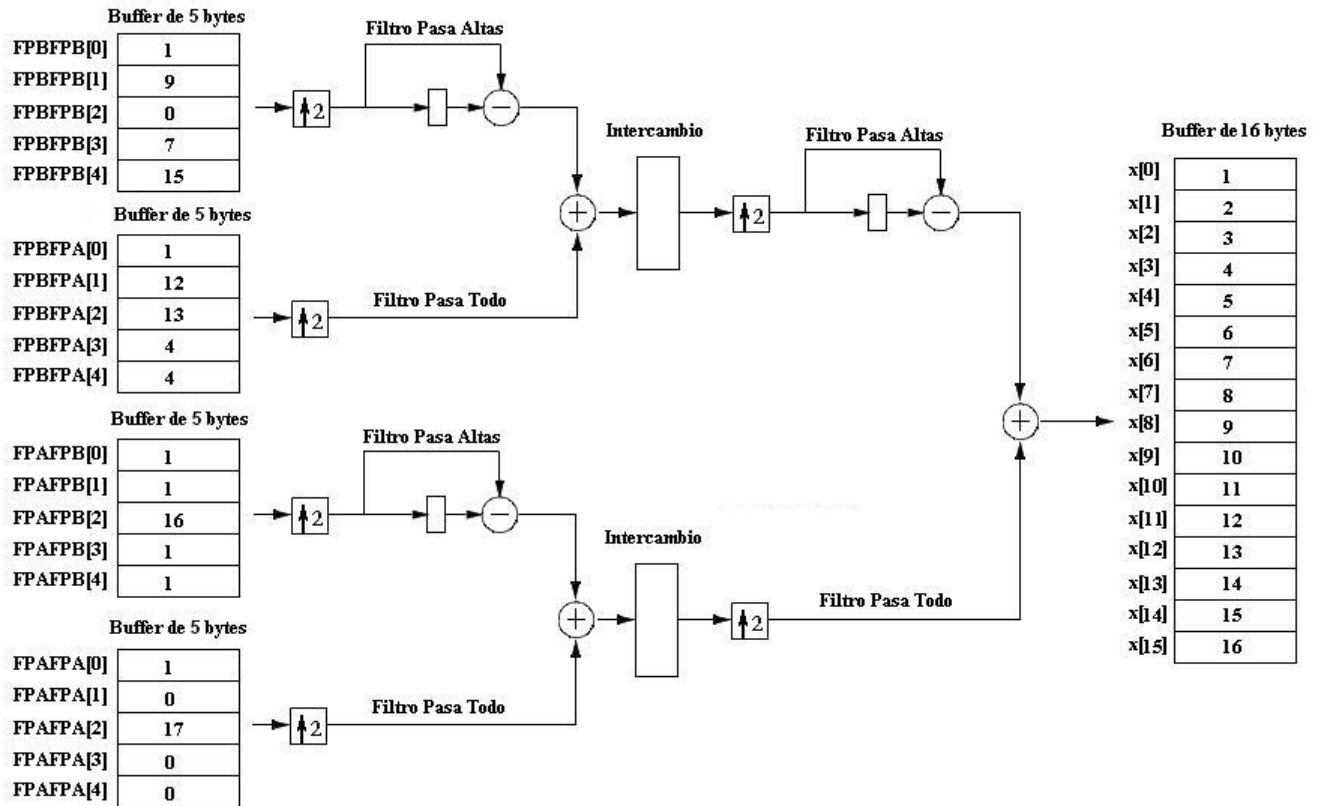 Buffer de 5 bytes
FPBFPB[0] 1
FPBFPB[1] 9
FPBFPB[2] 0
FPBFPB[3] 7
FPBFPB[4] 15
Filtro Pasa Altas
2
−
Buffer de 5 bytes
FPBFPA[0] 1
FPBFPA[1] 12
FPBFPA[2] 13
FPBFPA[3] 4
FPBFPA[4] 4
2
Filtro Pasa Todo
+
Intercambio
2
Filtro Pasa Altas
−
Buffer de 5 bytes
FPAFPB[0] 1
FPAFPB[1] 1
FPAFPB[2] 16
FPAFPB[3] 1
FPAFPB[4] 1
Filtro Pasa Altas
2
−
Buffer de 5 bytes
FPAFPA[0] 1
FPAFPA[1] 0
FPAFPA[2] 17
FPAFPA[3] 0
FPAFPA[4] 0
2
Filtro Pasa Todo
+
Intercambio
2
Filtro Pasa Todo
+
Buffer de 16 bytes
x[0] 1
x[1] 2
x[2] 3
x[3] 4
x[4] 5
x[5] 6
x[6] 7
x[7] 8
x[8] 9
x[9] 10
x[10] 11
x[11] 12
x[12] 13
x[13] 14
x[14] 15
x[15] 16